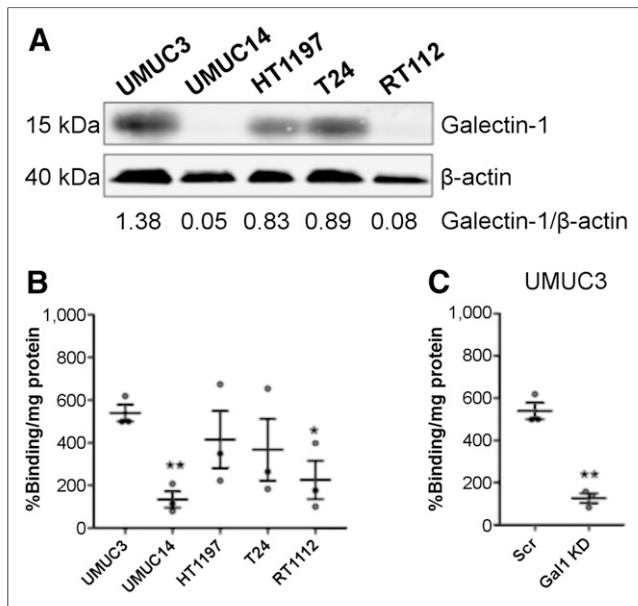 A
UMUC3 UMUC14 HT1197 T24 RT112
15 kDa Galectin-1
40 kDa β-actin
1.38 0.05 0.83 0.89 0.08 Galectin-1/β-actin
B
%Binding/mg protein
1,000
800
600
400
200
0
** *
UMUC3 UMUC14 HT1197 T24 RT1112
C UMUC3
%Binding/mg protein
1,000
800
600
400
200
0
**
Scr Gal1 KD